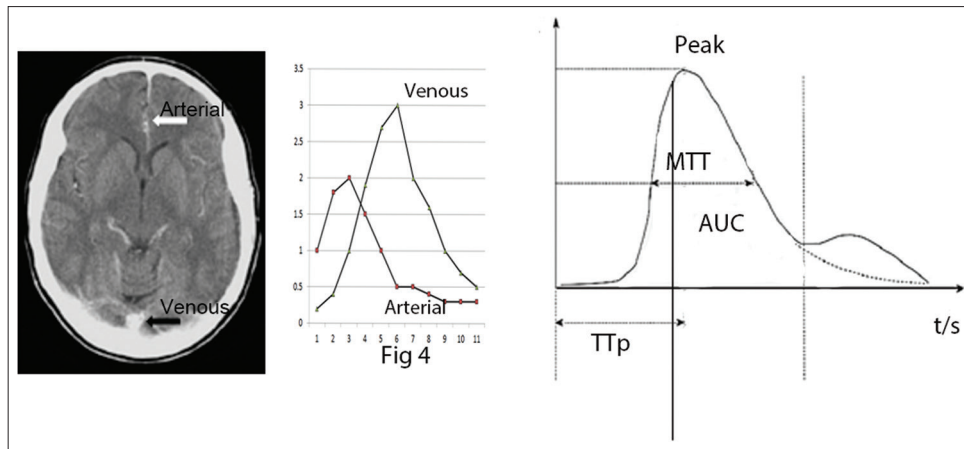 Arterial
Venous
3.5
3
2.5
2
1.5
1
0.5
0
Venous
Arterial
1 2 3 4 5 6 7 8 9 10 11
Fig 4
Peak
MTT
AUC
TTp
t/s